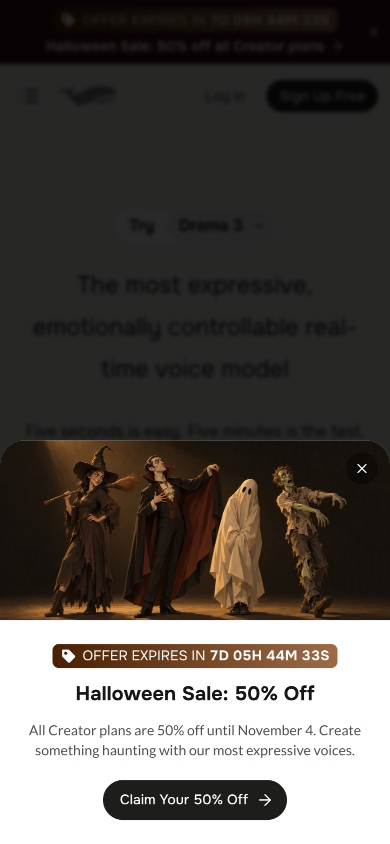 OFFER EXPIRES IN 7D 05H 44M 33S
Halloween Sale: 50% off all Creator plans →
Log In
Sign Up Free
Try Drama 3 →
The most expressive,
emotionally controllable real-
time voice model
Five seconds is easy. Five minutes is the test.
OFFER EXPIRES IN 7D 05H 44M 33S
Halloween Sale: 50% Off
All Creator plans are 50% off until November 4. Create
something haunting with our most expressive voices.
Claim Your 50% Off →